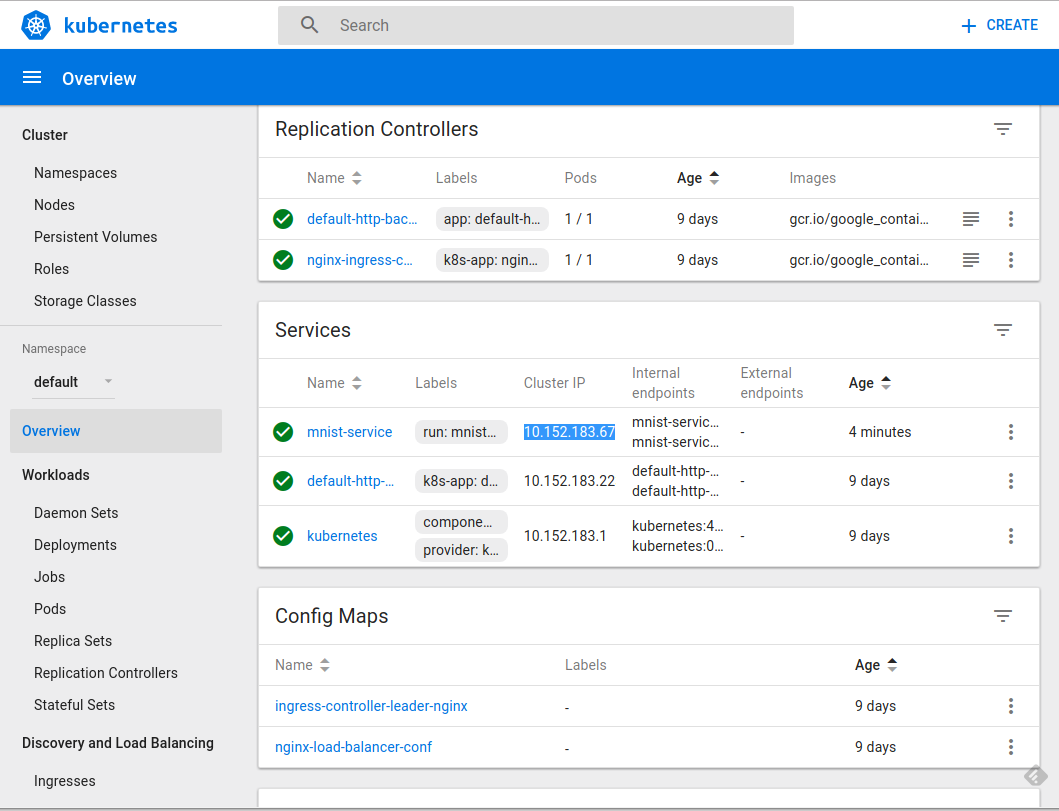 kubernetes
Search
CREATE
Overview
Cluster
Namespaces
Nodes
Persistent Volumes
Roles
Storage Classes
Namespace
default
Overview
Workloads
Daemon Sets
Deployments
Jobs
Pods
Replica Sets
Replication Controllers
Stateful Sets
Discovery and Load Balancing
Ingresses
Replication Controllers
Name Labels Pods Age Images
default-http-bac... app: default-h... 1 / 1 9 days gcr.io/google_contai...
nginx-ingress-c... k8s-app: ngin... 1 / 1 9 days gcr.io/google_contai...
Services
Name Labels Cluster IP Internal endpoints External endpoints Age
mnist-service run: mnist... 10.152.183.67 mnist-servic... - 4 minutes
mnist-servic...
default-http-... k8s-app: d... 10.152.183.22 default-http-... - 9 days
default-http-...
kubernetes compone... 10.152.183.1 kubernetes:4... - 9 days
provider: k... kubernetes:0...
Config Maps
Name Labels Age
ingress-controller-leader-nginx - 9 days
nginx-load-balancer-conf - 9 days